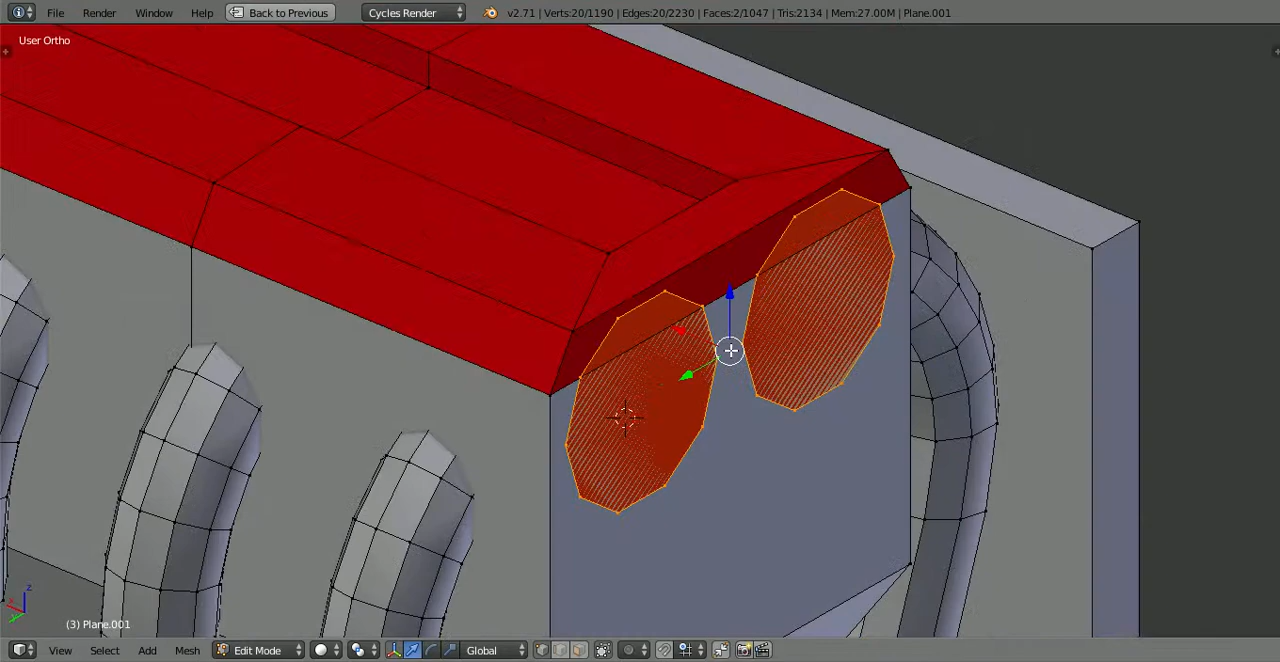 File Render Window Help Back to Previous Cycles Render v2.71 | Verts:20/1190 | Edges:20/2230 | Faces:2/1047 | Tris:2134 | Mem:27.00M | Plane.001
User Ortho
z
x
y
(3) Plane.001
View Select Add Mesh Edit Mode Global